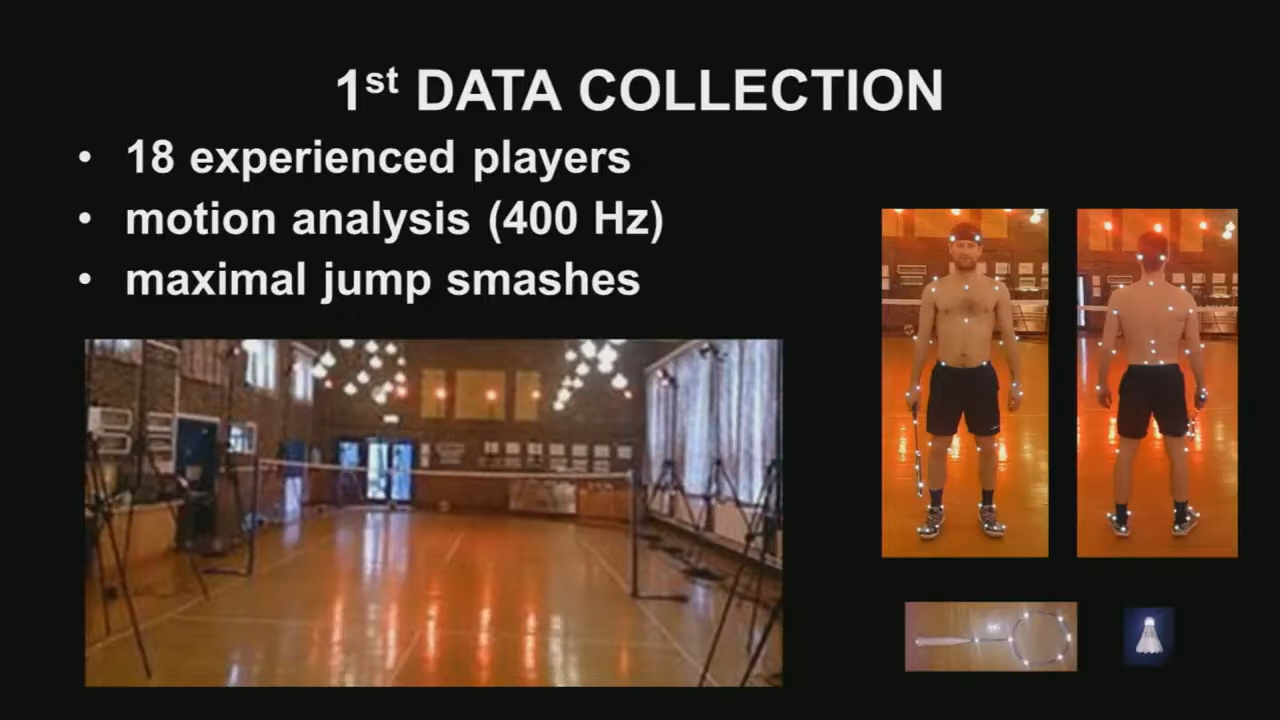 1st DATA COLLECTION
• 18 experienced players
• motion analysis (400 Hz)
• maximal jump smashes